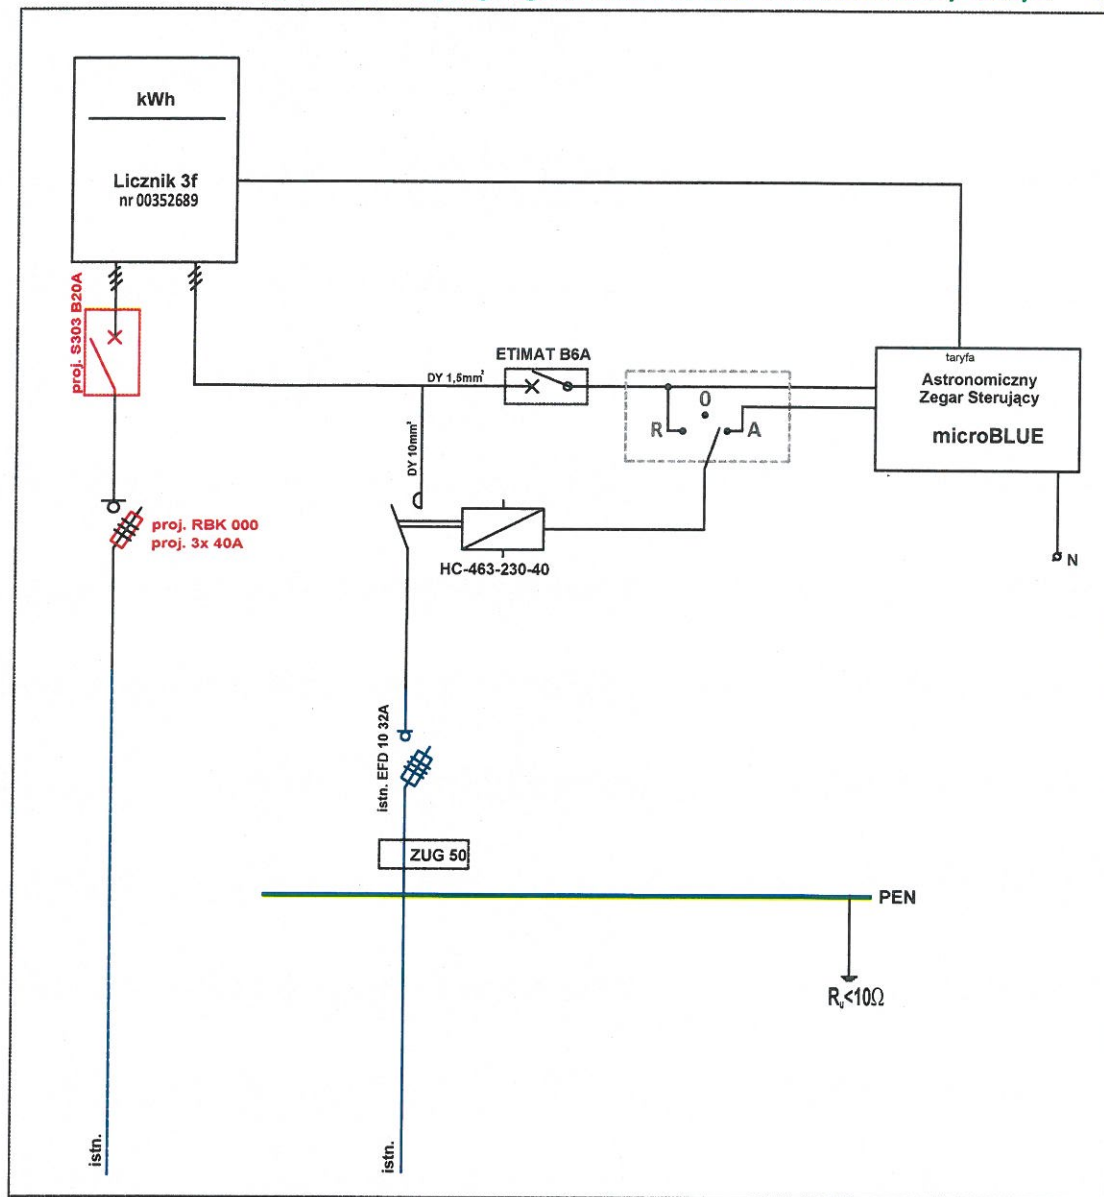 kWh
Licznik 3f
nr 00352689
proj. S303 B20A
ETIMAT B6A
DY 1,5mm²
DY 10mm²
R
0
A
taryfa
Astronomiczny
Zegar Sterujący
microBLUE
N
proj. RBK 000
proj. 3x 40A
HC-463-230-40
istn. EFD 10 32A
ZUG 50
PEN
Rᵤ<10Ω
istn.
istn.